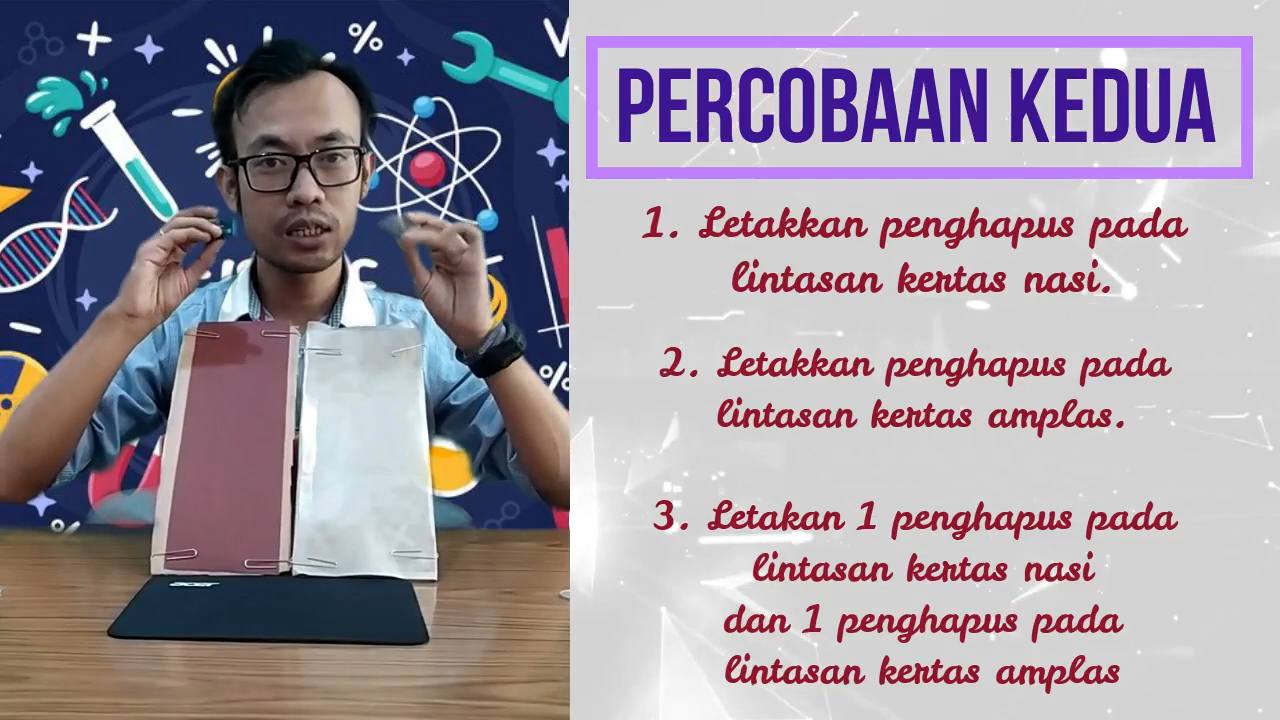 PERCOBAAN KEDUA
1. Letakkan penghapus pada
lintasan kertas nasi.
2. Letakkan penghapus pada
lintasan kertas amplas.
3. Letakan 1 penghapus pada
lintasan kertas nasi
dan 1 penghapus pada
lintasan kertas amplas
acer